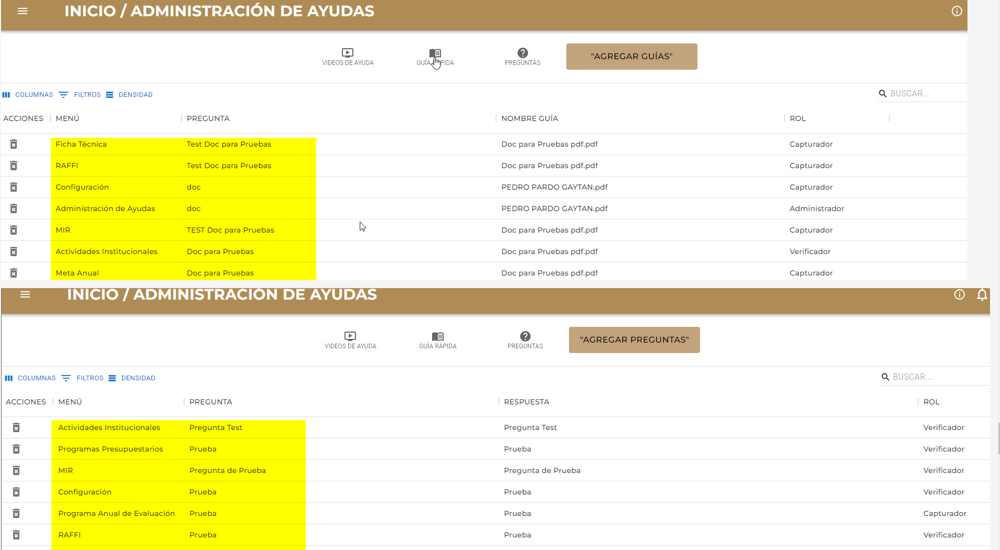 INICIO / ADMINISTRACIÓN DE AYUDAS
VIDEOS DE AYUDA GUÍA RÁPIDA PREGUNTAS "AGREGAR GUÍAS"
COLUMNAS FILTROS DENSIDAD BUSCAR...
ACCIONES MENÚ PREGUNTA NOMBRE GUÍA ROL
Ficha Técnica Test Doc para Pruebas Doc para Pruebas pdf.pdf Capturador
RAFFI Test Doc para Pruebas Doc para Pruebas pdf.pdf Capturador
Configuración doc PEDRO PARDO GAYTAN.pdf Capturador
Administración de Ayudas doc PEDRO PARDO GAYTAN.pdf Administrador
MIR TEST Doc para Pruebas Doc para Pruebas pdf.pdf Capturador
Actividades Institucionales Doc para Pruebas Doc para Pruebas pdf.pdf Verificador
Meta Anual Doc para Pruebas Doc para Pruebas pdf.pdf Capturador
INICIO / ADMINISTRACIÓN DE AYUDAS
VIDEOS DE AYUDA GUÍA RÁPIDA PREGUNTAS "AGREGAR PREGUNTAS"
COLUMNAS FILTROS DENSIDAD BUSCAR...
ACCIONES MENÚ PREGUNTA RESPUESTA ROL
Actividades Institucionales Pregunta Test Pregunta Test Verificador
Programas Presupuestarios Prueba Prueba Verificador
MIR Pregunta de Prueba Pregunta de Prueba Verificador
Configuración Prueba Prueba Verificador
Programa Anual de Evaluación Prueba Prueba Capturador
RAFFI Prueba Prueba Verificador